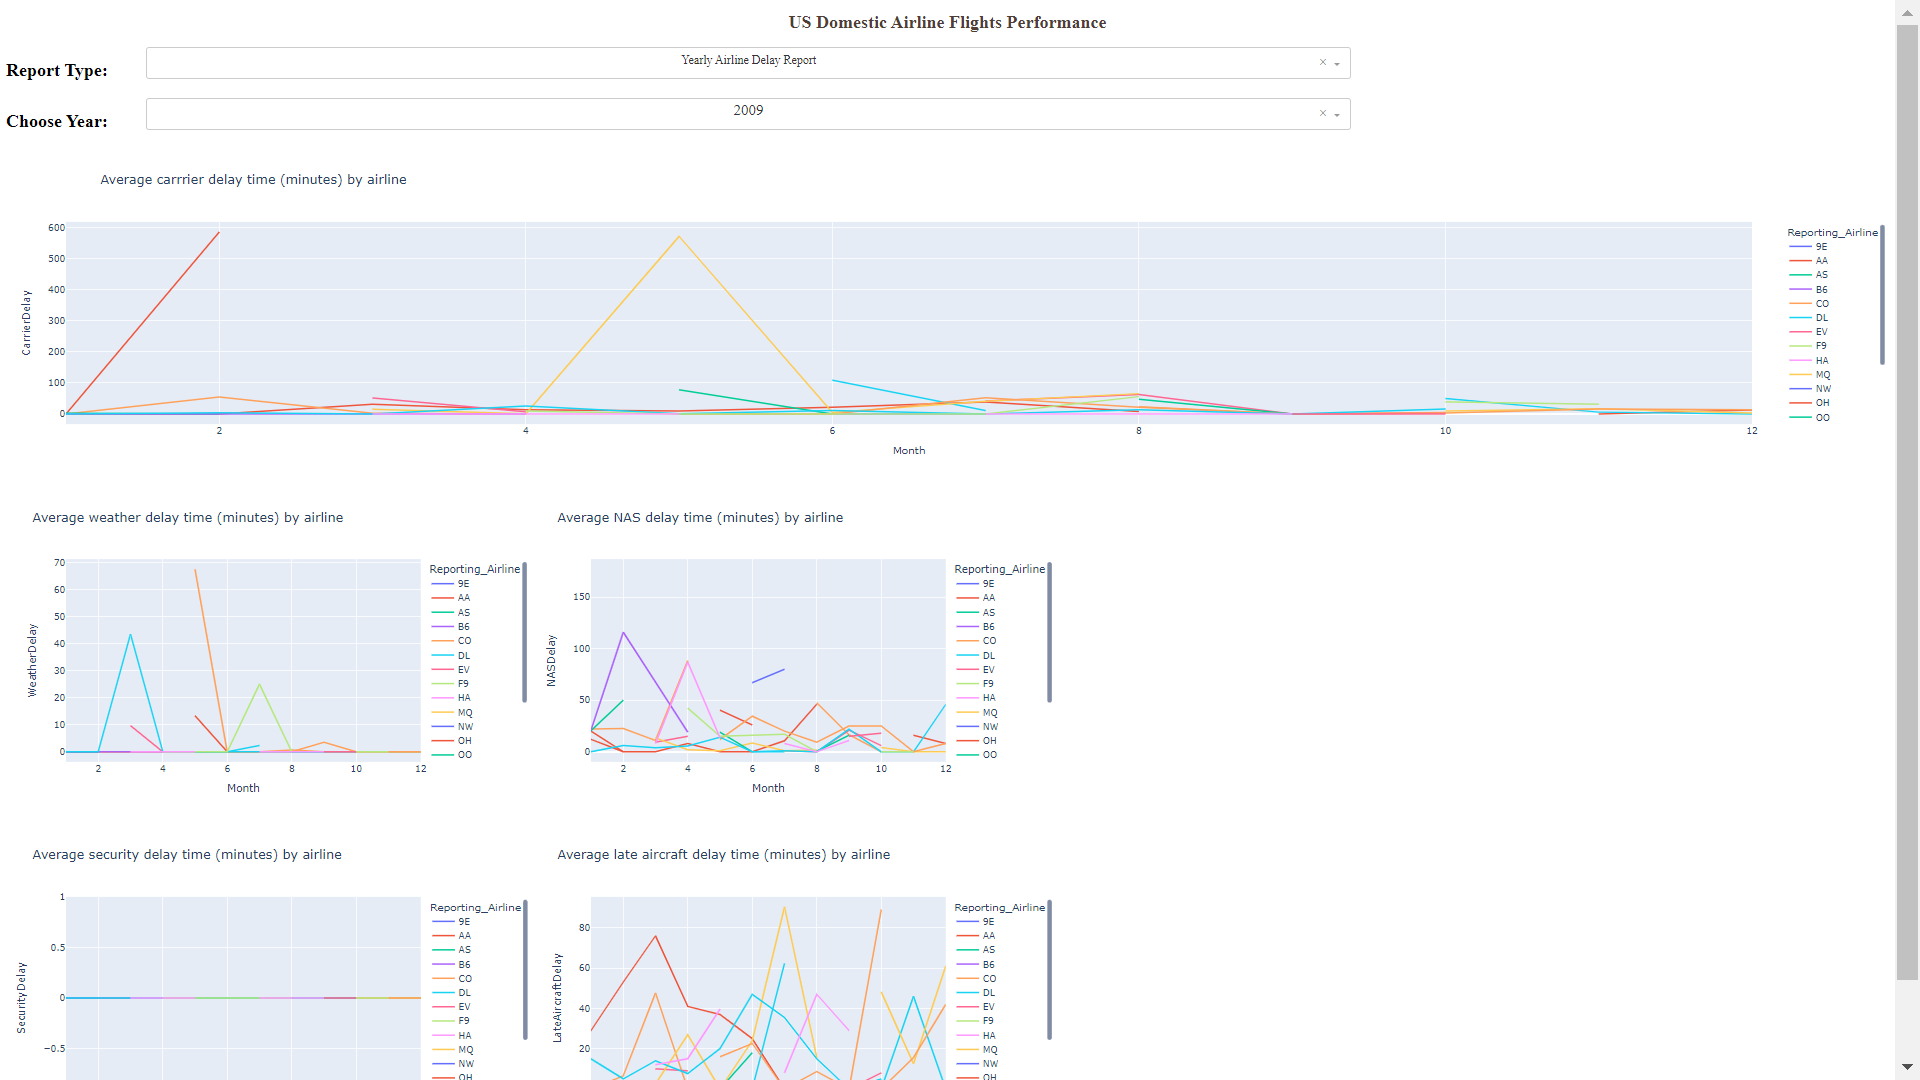 US Domestic Airline Flights Performance
Report Type:
Yearly Airline Delay Report
× 
Choose Year:
2009
×
Average carrrier delay time (minutes) by airline
600
500
400
300
200
100
0
CarrierDelay
2
4
6
8
10
12
Month
Reporting_Airline
9E
AA
AS
B6
CO
DL
EV
F9
HA
MQ
NW
OH
OO
Average weather delay time (minutes) by airline
70
60
50
40
30
20
10
0
WeatherDelay
2
4
6
8
10
12
Month
Reporting_Airline
9E
AA
AS
B6
CO
DL
EV
F9
HA
MQ
NW
OH
OO
Average NAS delay time (minutes) by airline
150
100
50
0
NASDelay
2
4
6
8
10
12
Month
Reporting_Airline
9E
AA
AS
B6
CO
DL
EV
F9
HA
MQ
NW
OH
OO
Average security delay time (minutes) by airline
1
0.5
0
−0.5
SecurityDelay
Reporting_Airline
9E
AA
AS
B6
CO
DL
EV
F9
HA
MQ
NW
OH
Average late aircraft delay time (minutes) by airline
80
60
40
20
LateAircraftDelay
Reporting_Airline
9E
AA
AS
B6
CO
DL
EV
F9
HA
MQ
NW
OH